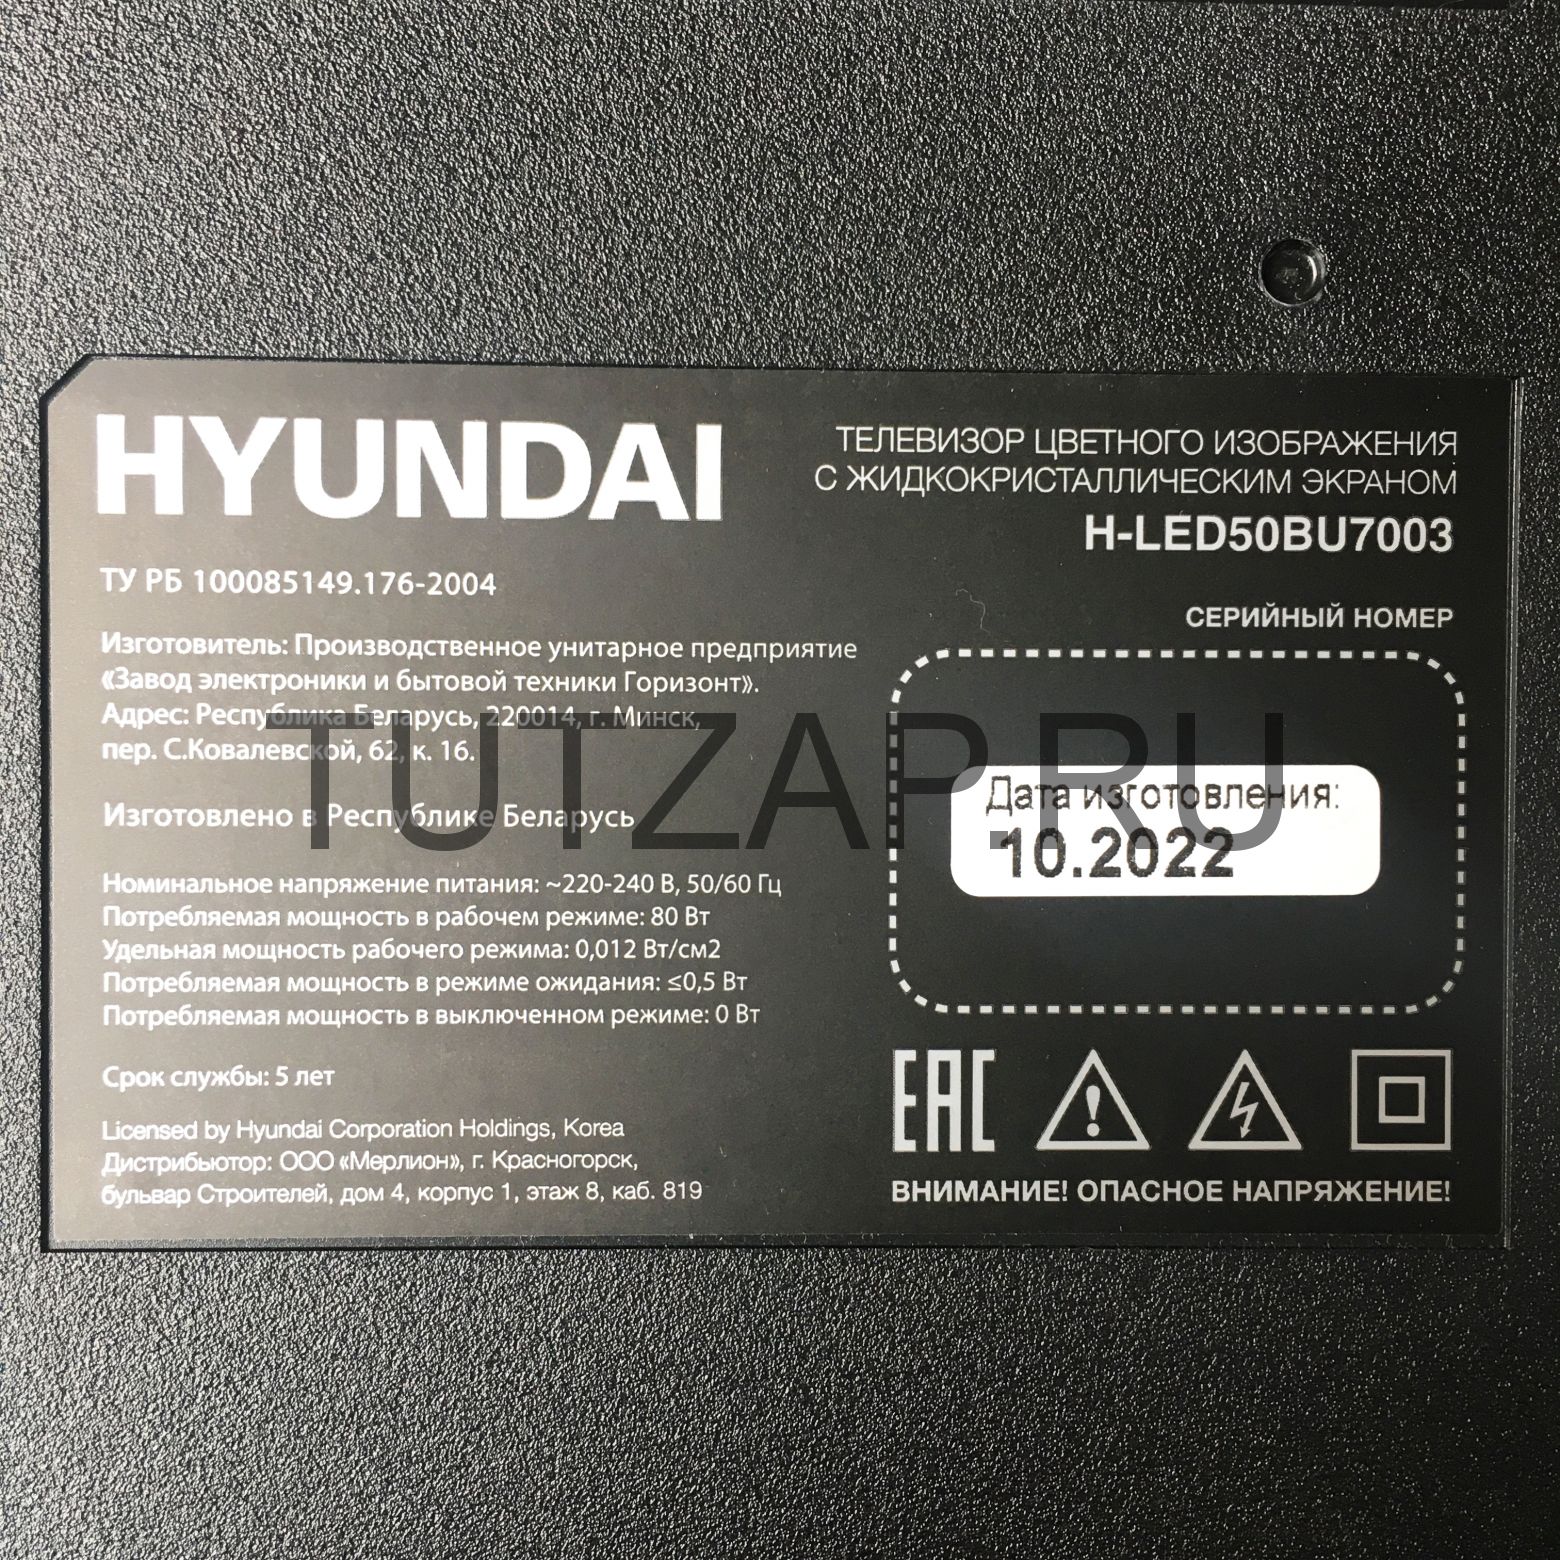 HYUNDAI
ТЕЛЕВИЗОР ЦВЕТНОГО ИЗОБРАЖЕНИЯ
С ЖИДКОКРИСТАЛЛИЧЕСКИМ ЭКРАНОМ
H-LED50BU7003
ТУ РБ 100085149.176-2004
Изготовитель: Производственное унитарное предприятие
«Завод электроники и бытовой техники Горизонт».
Адрес: Республика Беларусь, 220014, г. Минск,
пер. С.Ковалевской, 62, к. 16.
Изготовлено в Республике Беларусь
Номинальное напряжение питания: ~220-240 В, 50/60 Гц
Потребляемая мощность в рабочем режиме: 80 Вт
Удельная мощность рабочего режима: 0,012 Вт/см2
Потребляемая мощность в режиме ожидания: ≤0,5 Вт
Потребляемая мощность в выключенном режиме: 0 Вт
Срок службы: 5 лет
Licensed by Hyundai Corporation Holdings, Korea
Дистрибьютор: ООО «Мерлион», г. Красногорск,
бульвар Строителей, дом 4, корпус 1, этаж 8, каб. 819
СЕРИЙНЫЙ НОМЕР
Дата изготовления:
10.2022
EAC
ВНИМАНИЕ! ОПАСНОЕ НАПРЯЖЕНИЕ!
TUTZAP.RU